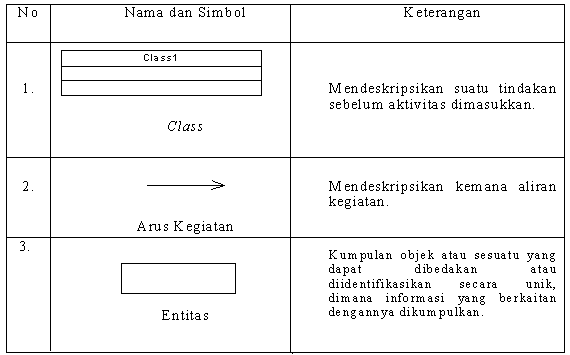 No Nama dan Simbol Keterangan
1.
Class1
Class
Mendeskripsikan suatu tindakan
sebelum aktivitas dimasukkan.
2.
Arus Kegiatan
Mendeskripsikan kemana aliran
kegiatan.
3.
Entitas
Kumpulan objek atau sesuatu yang
dapat dibedakan atau
diidentifikasikan secara unik,
dimana informasi yang berkaitan
dengannya dikumpulkan.